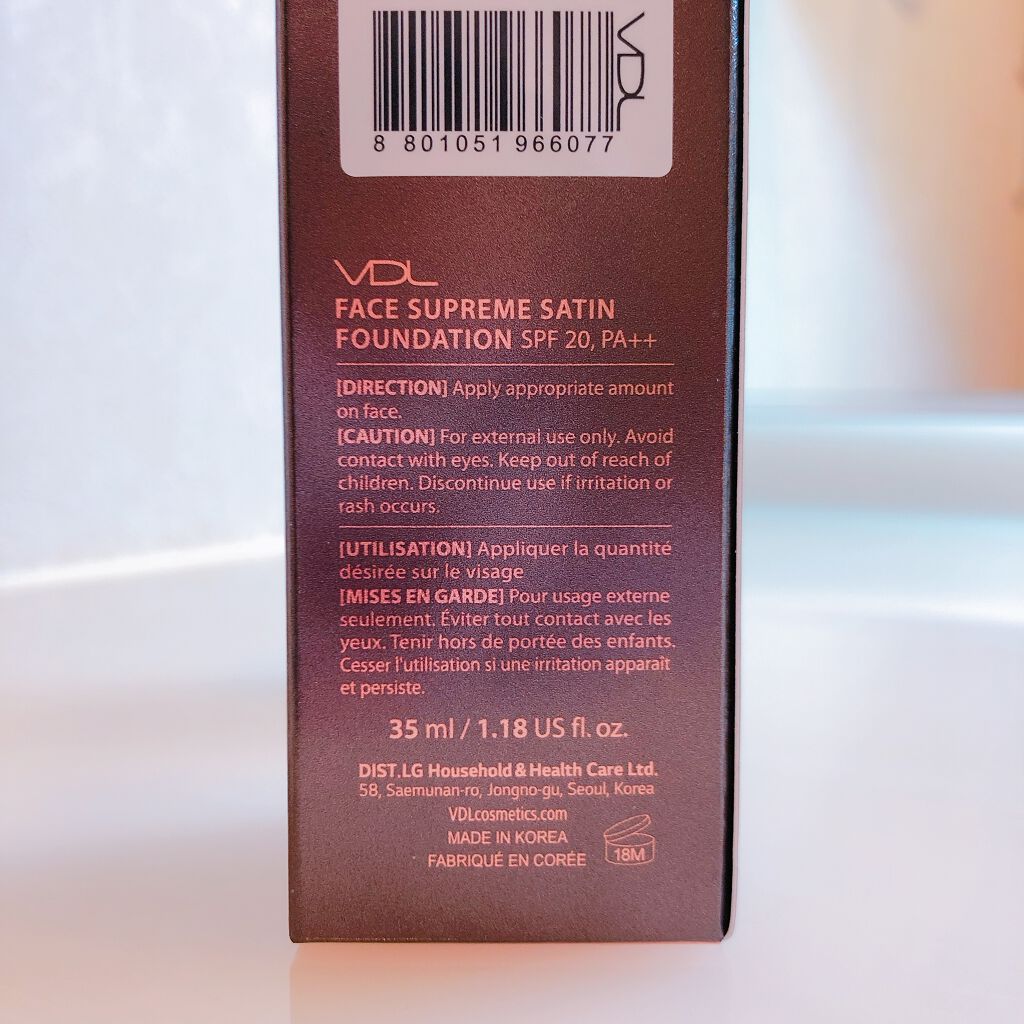 VDL
8 801051 966077
VDL
FACE SUPREME SATIN
FOUNDATION SPF 20, PA++
[DIRECTION] Apply appropriate amount
on face.
[CAUTION] For external use only. Avoid
contact with eyes. Keep out of reach of
children. Discontinue use if irritation or
rash occurs.
[UTILISATION] Appliquer la quantité
désirée sur le visage
[MISES EN GARDE] Pour usage externe
seulement. Éviter tout contact avec les
yeux. Tenir hors de portée des enfants.
Cesser l'utilisation si une irritation apparaît
et persiste.
35 ml / 1.18 US fl. oz.
DIST.LG Household & Health Care Ltd.
58, Saemunan-ro, Jongno-gu, Seoul, Korea
VDLcosmetics.com
MADE IN KOREA
FABRIQUÉ EN CORÉE
18M